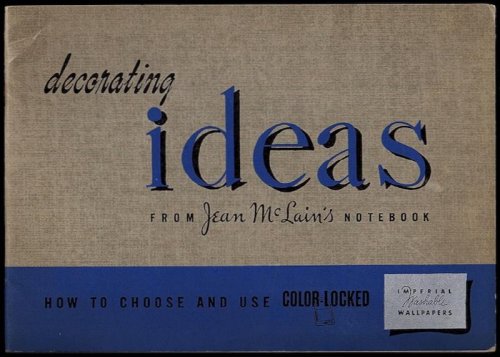 decorating
ideas
FROM Jean McLain's NOTEBOOK
HOW TO CHOOSE AND USE COLOR-LOCKED
IMPERIAL
Washable
WALLPAPERS